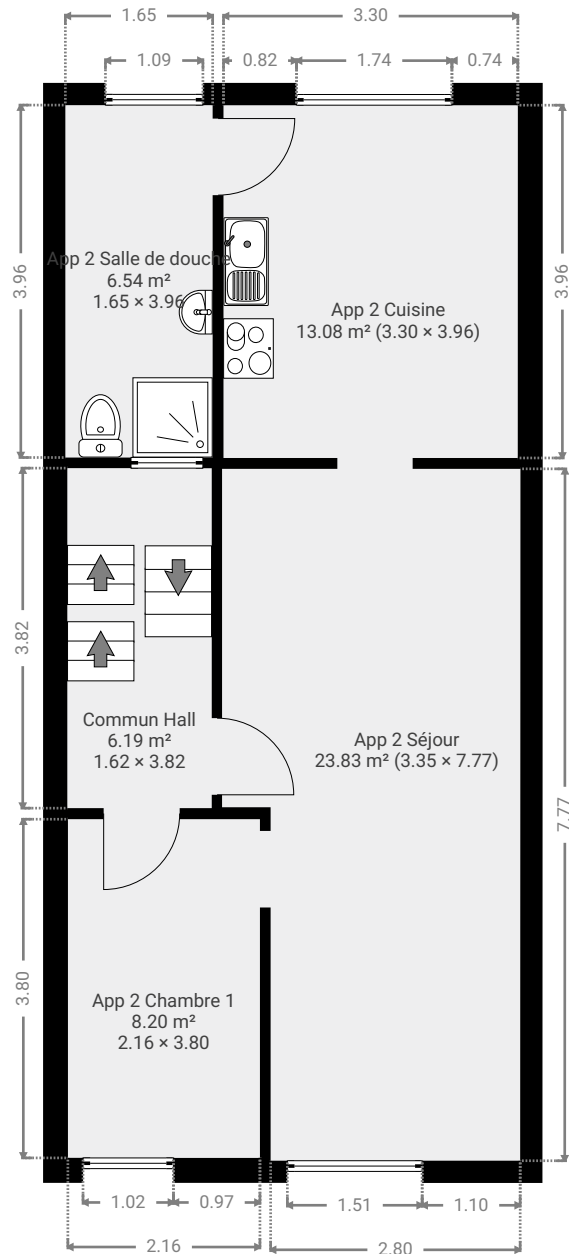 1.65
3.30
1.09
0.82
1.74
0.74
3.96
3.96
App 2 Salle de douche
6.54 m²
1.65 × 3.96
App 2 Cuisine
13.08 m² (3.30 × 3.96)
3.82
Commun Hall
6.19 m²
1.62 × 3.82
App 2 Séjour
23.83 m² (3.35 × 7.77)
7.77
3.80
App 2 Chambre 1
8.20 m²
2.16 × 3.80
1.02
0.97
1.51
1.10
2.16
2.80